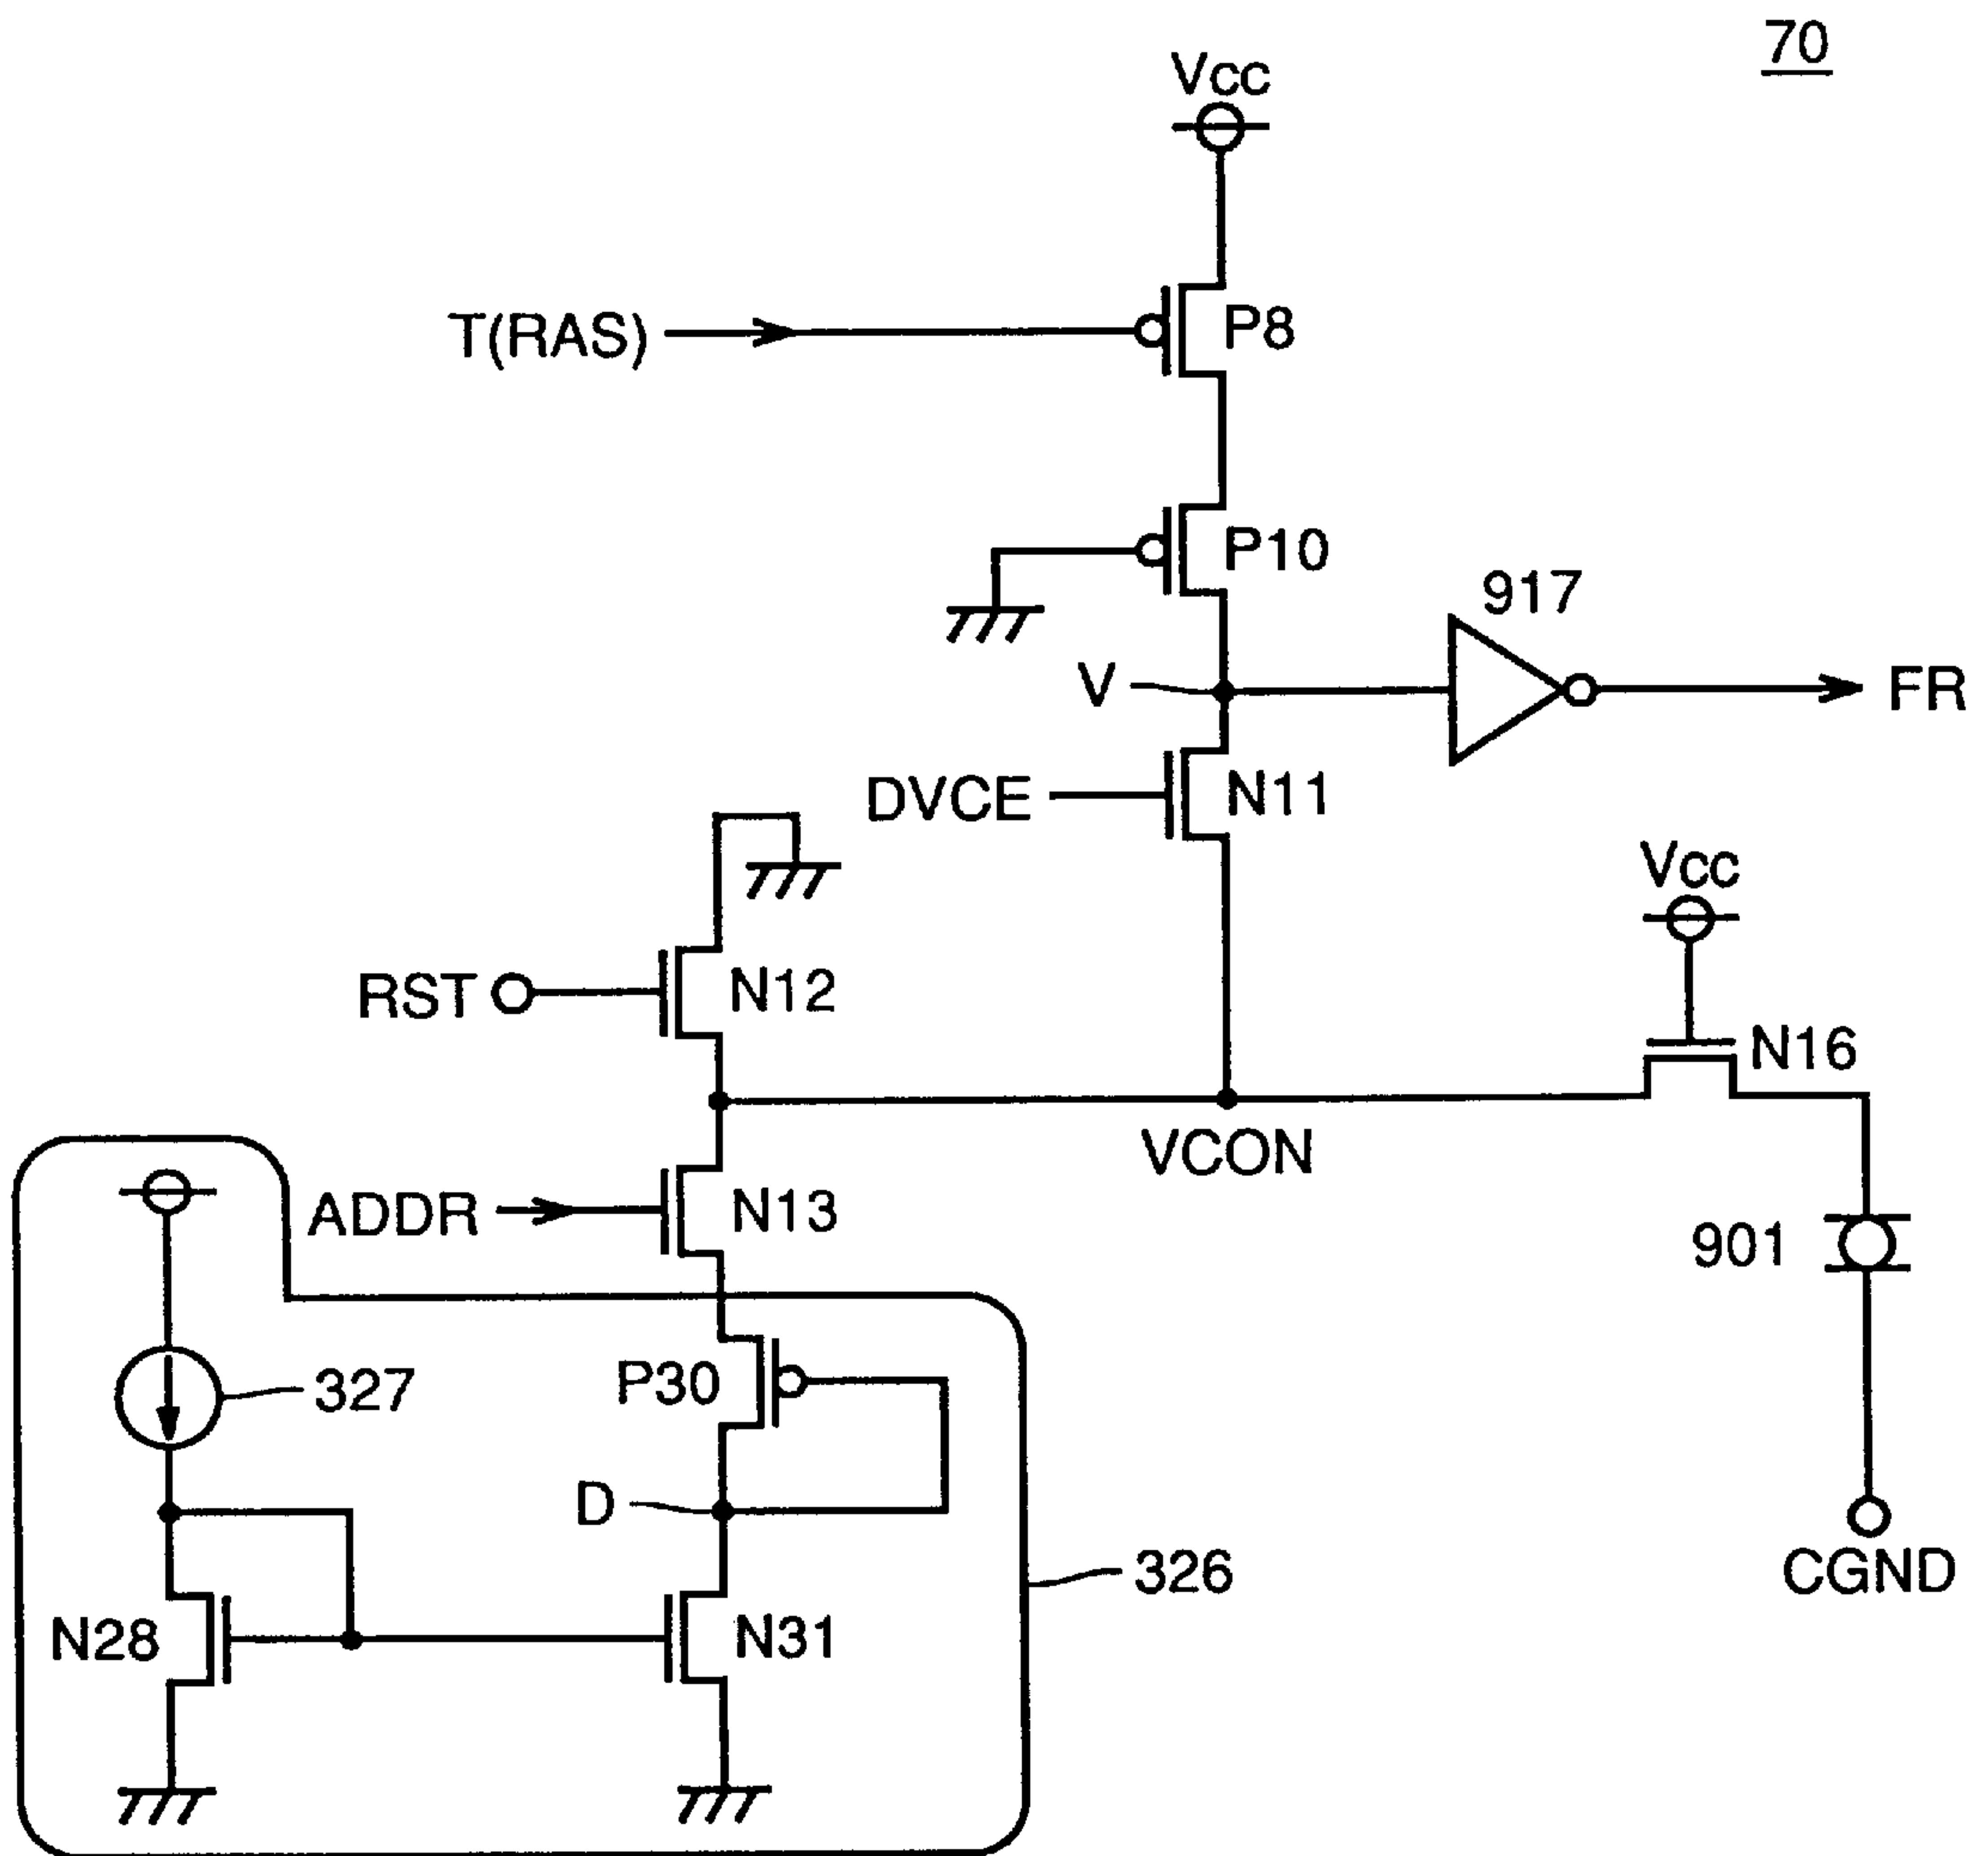 70
Vcc
T(RAS)
P8
P10
917
V
FR
DVCE
N11
Vcc
RST
N12
N16
VCON
ADDR
N13
901
P30
327
D
326
CGND
N28
N31